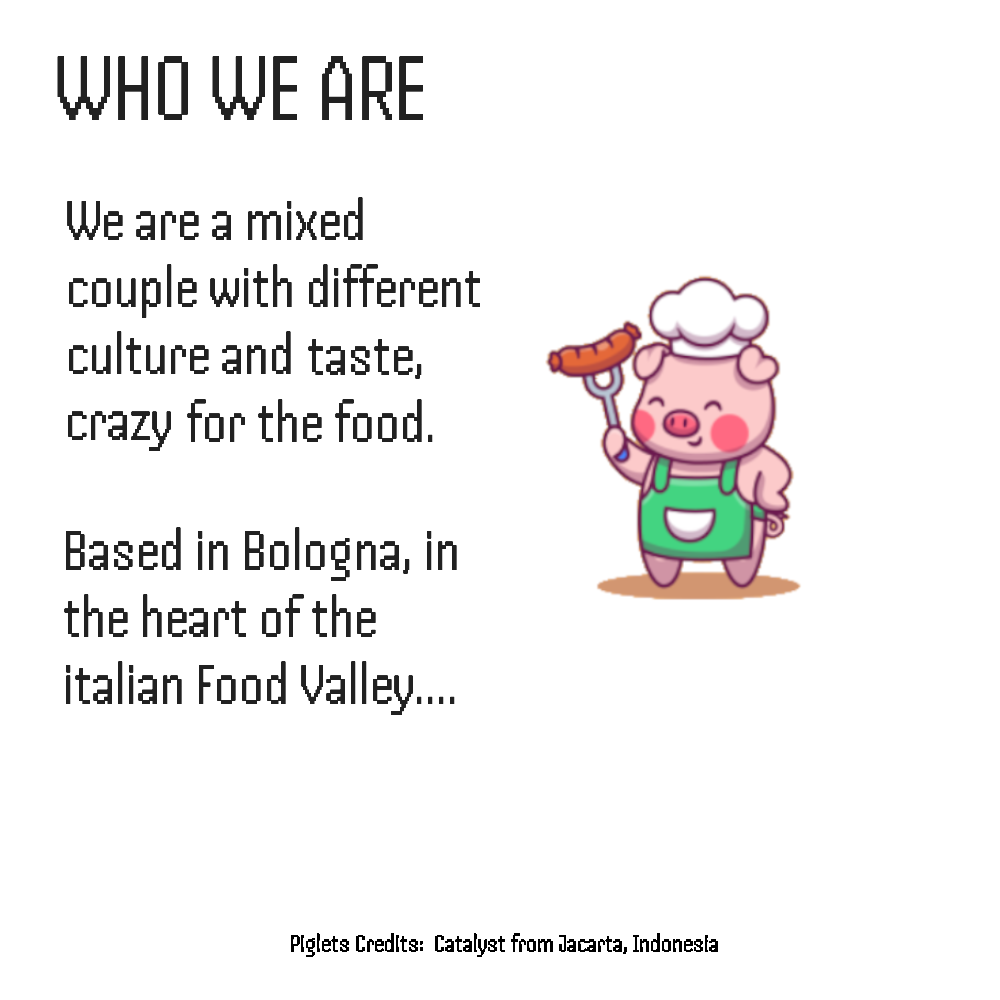 WHO WE ARE
We are a mixed
couple with different
culture and taste,
crazy for the food.
Based in Bologna, in
the heart of the
italian Food Valley....
Piglets Credits: Catalyst from Jacarta, Indonesia